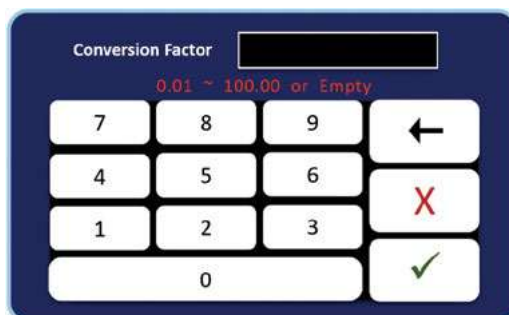 Conversion Factor
0.01 ~ 100.00 or Empty
7 8 9 ←
4 5 6
X
1 2 3
✓
0